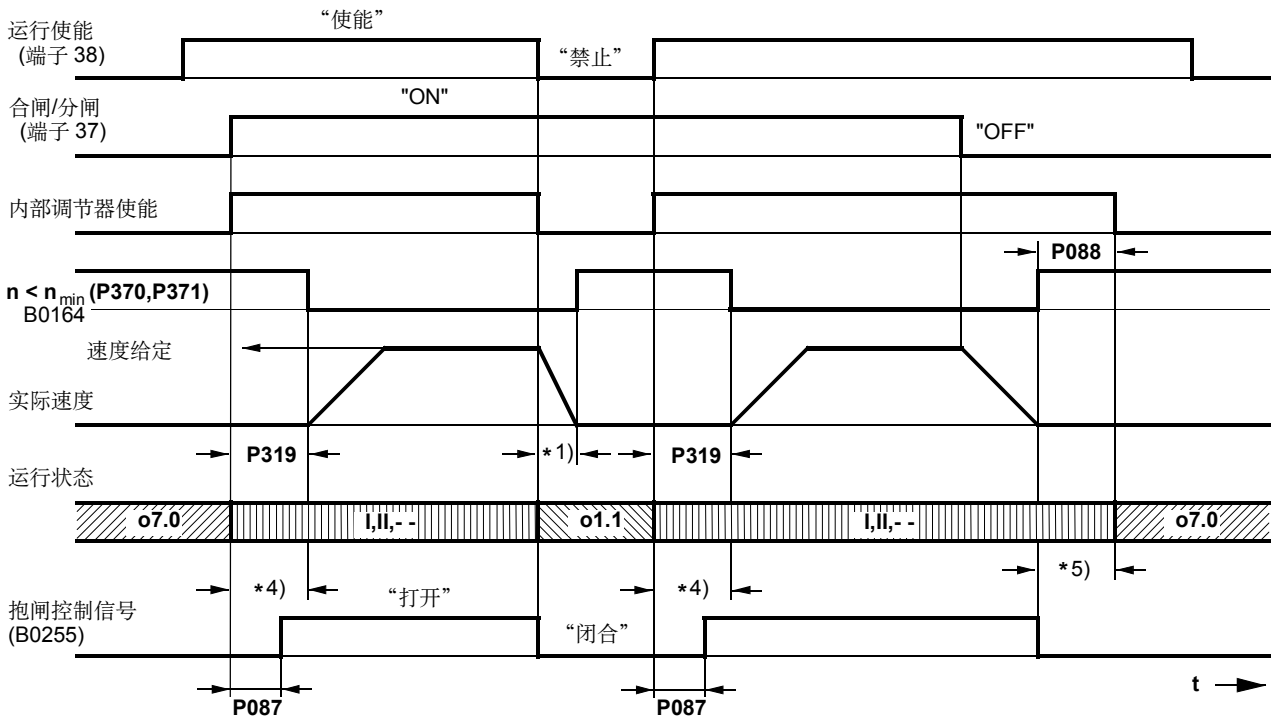 运行使能
(端子 38)
“使能”
“禁止”
合闸/分闸
(端子 37)
"ON"
"OFF"
内部调节器使能
P088
n < n min (P370,P371)
B0164
速度给定
实际速度
P319
*1)
P319
运行状态
o7.0
I,II,- -
o1.1
I,II,- -
o7.0
*4)
*4)
*5)
抱闸控制信号
(B0255)
“打开”
“闭合”
t
P087
P087